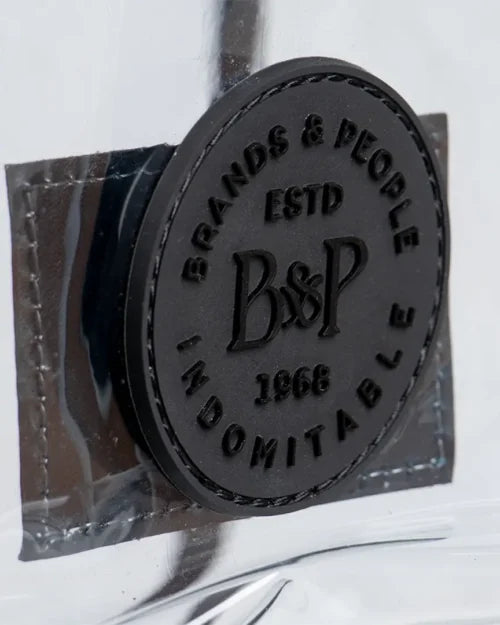 BRANDS & PEOPLE
ESTD
B&P
1968
INDOMITABLE